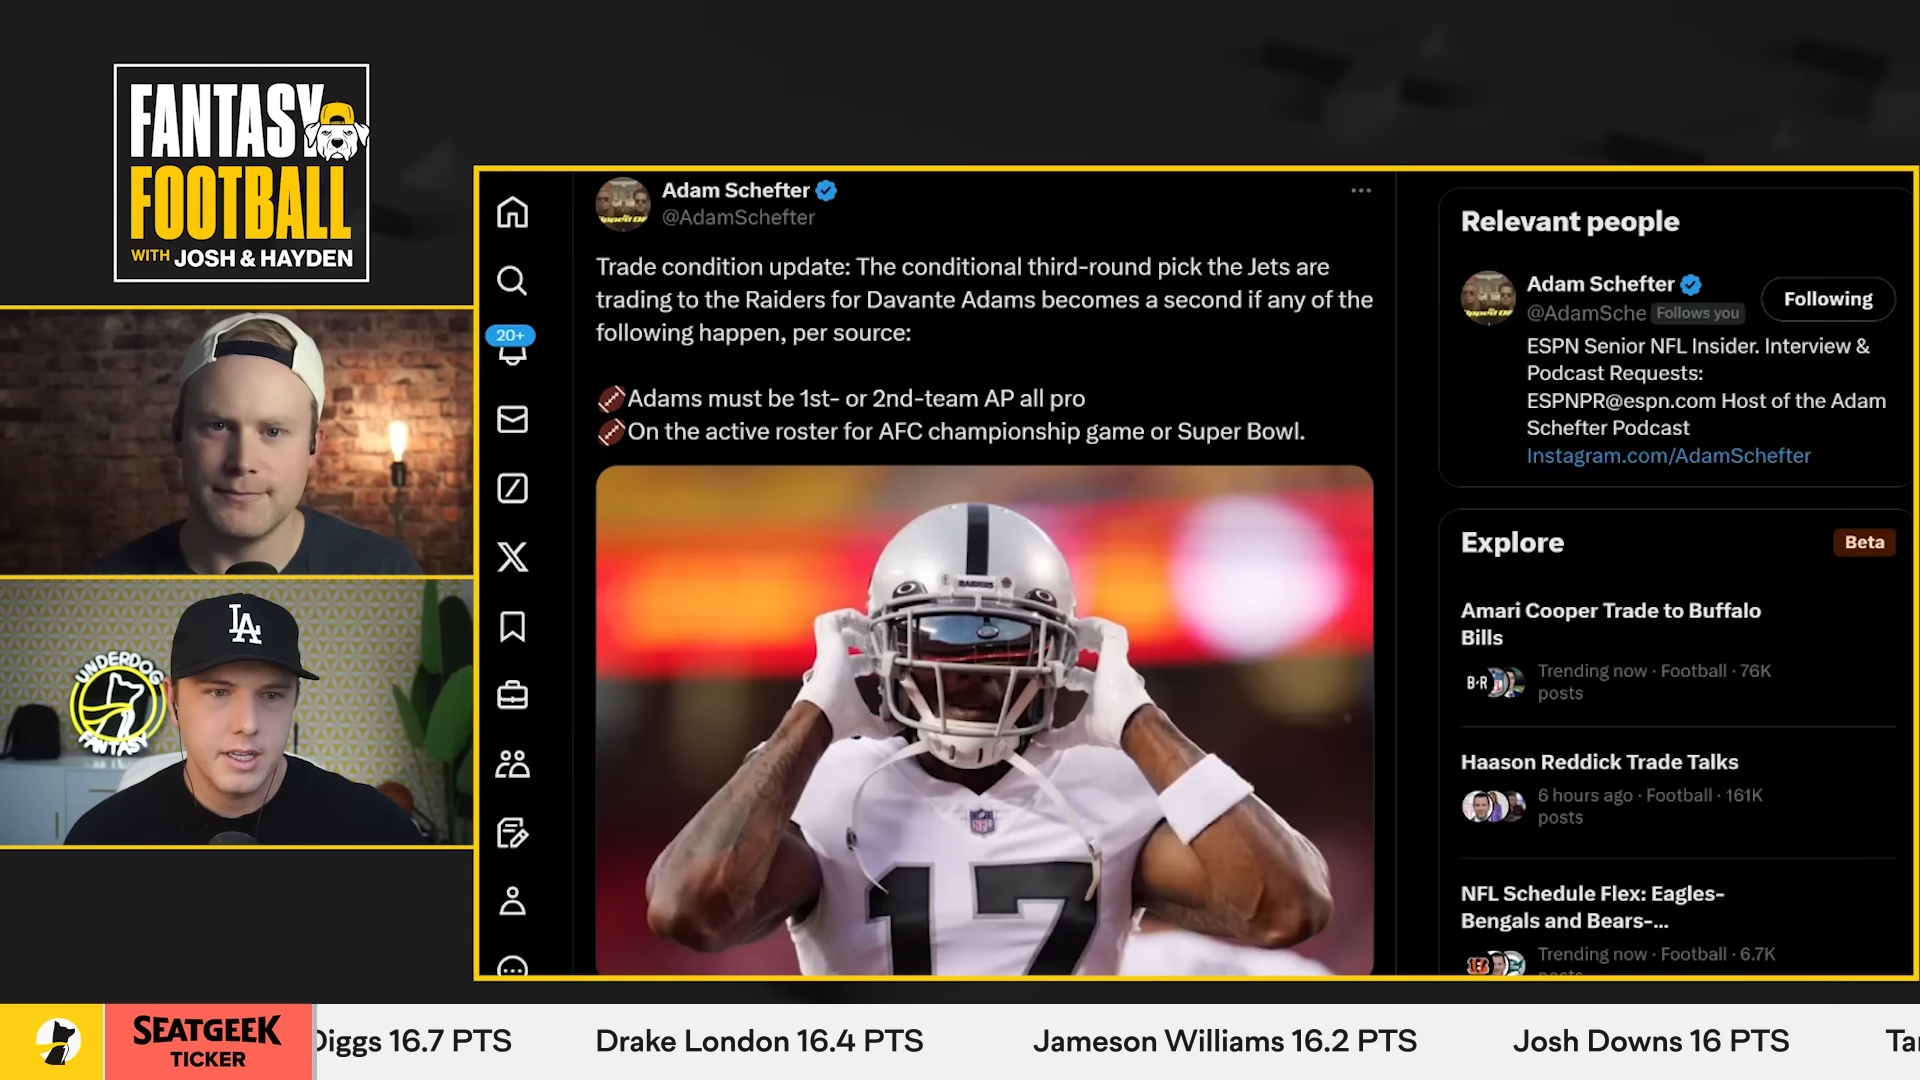 FANTASY
FOOTBALL
WITH JOSH & HAYDEN
LA
UNDERDOG
FANTASY
20+
Adam Schefter
@AdamSchefter
Trade condition update: The conditional third-round pick the Jets are
trading to the Raiders for Davante Adams becomes a second if any of the
following happen, per source:
Adams must be 1st- or 2nd-team AP all pro
On the active roster for AFC championship game or Super Bowl.
RAIDERS
NFL
17
Relevant people
Adam Schefter
@AdamSche Follows you
Following
ESPN Senior NFL Insider. Interview &
Podcast Requests:
ESPNPR@espn.com Host of the Adam
Schefter Podcast
Instagram.com/AdamSchefter
Explore
Beta
Amari Cooper Trade to Buffalo
Bills
B·R
Trending now · Football · 76K
posts
Haason Reddick Trade Talks
6 hours ago · Football · 161K
posts
NFL Schedule Flex: Eagles-
Bengals and Bears-...
Trending now · Football · 6.7K
posts
SEATGEEK
TICKER
Diggs 16.7 PTS Drake London 16.4 PTS Jameson Williams 16.2 PTS Josh Downs 16 PTS